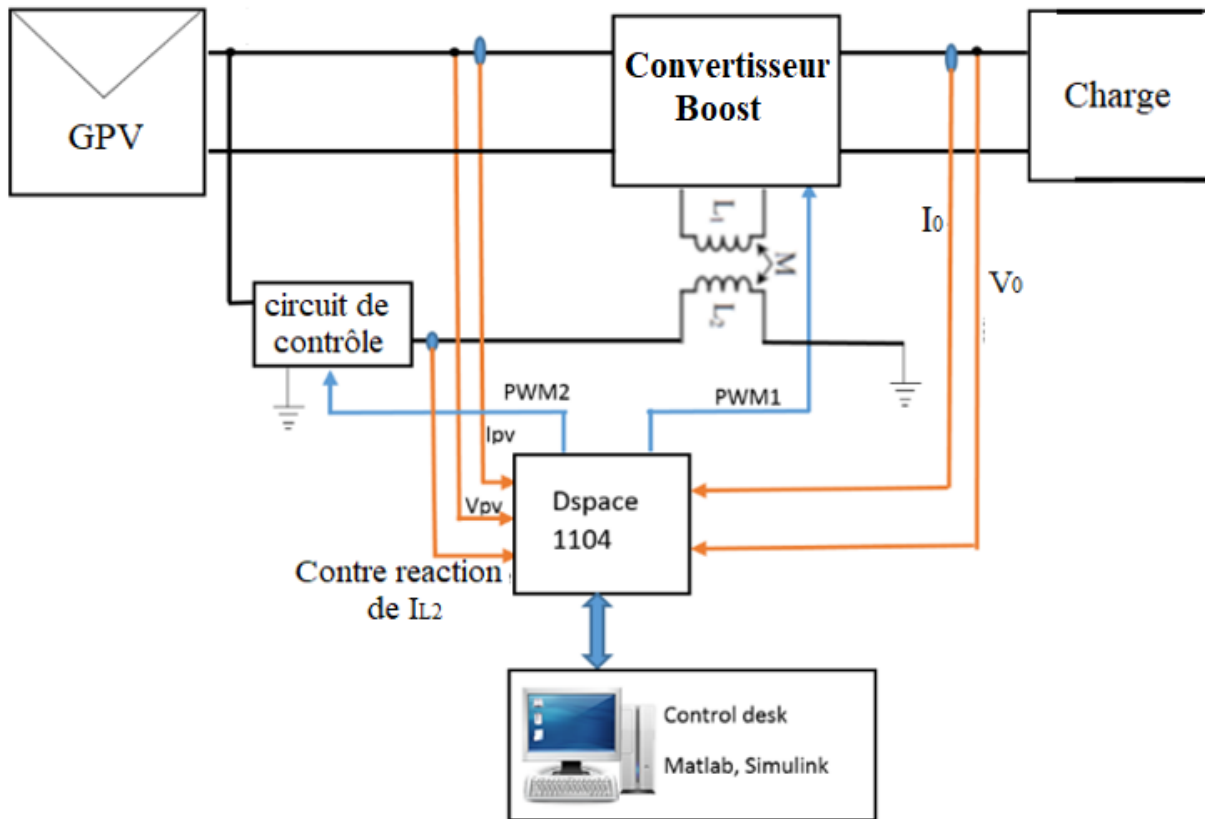 GPV
Convertisseur
Boost
Charge
L1
M
L2
I0
V0
circuit de
contrôle
PWM2
PWM1
Ipv
Vpv
Dspace
1104
Contre reaction
de IL2
Control desk
Matlab, Simulink